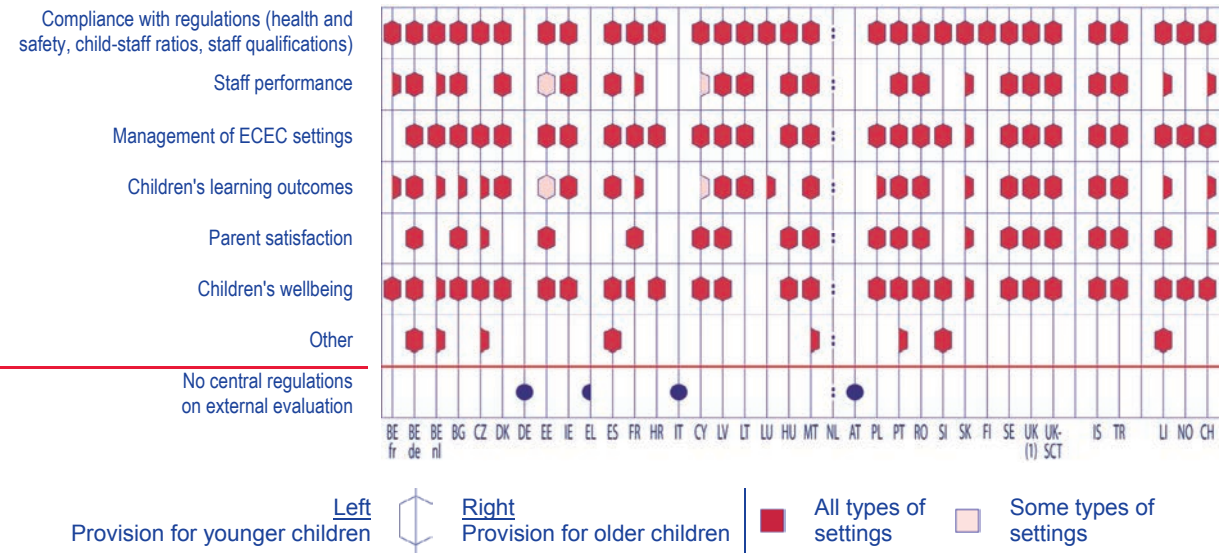 Compliance with regulations (health and
safety, child-staff ratios, staff qualifications)
Staff performance
Management of ECEC settings
Children's learning outcomes
Parent satisfaction
Children's wellbeing
Other
No central regulations
on external evaluation
BE fr BE de BE nl BG CZ DK DE EE IE EL ES FR HR IT CY LV LT LU HU MT NL AT PL PT RO SI SK FI SE UK (1) UK-SCT IS TR LI NO CH
Left
Provision for younger children
Right
Provision for older children
All types of
settings
Some types of
settings